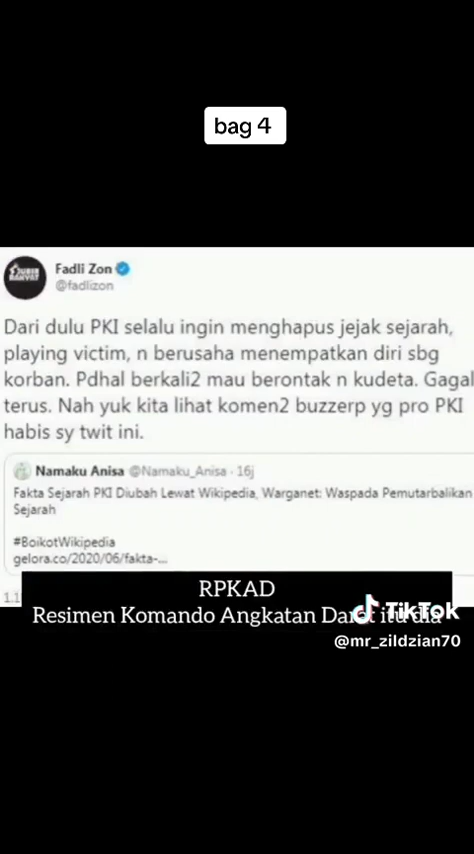 bag 4
Fadli Zon
@fadlizon
Dari dulu PKI selalu ingin menghapus jejak sejarah,
playing victim, n berusaha menempatkan diri sbg
korban. Pdhal berkali2 mau berontak n kudeta. Gagal
terus. Nah yuk kita lihat komen2 buzzerp yg pro PKI
habis sy twit ini.
Namaku Anisa @Namaku_Anisa · 16j
Fakta Sejarah PKI Diubah Lewat Wikipedia, Warganet: Waspada Pemutarbalikan
Sejarah
#BoikotWikipedia
gelora.co/2020/06/fakta-...
RPKAD
Resimen Komando Angkatan Darat itu dia
TikTok
@mr_zildzian70